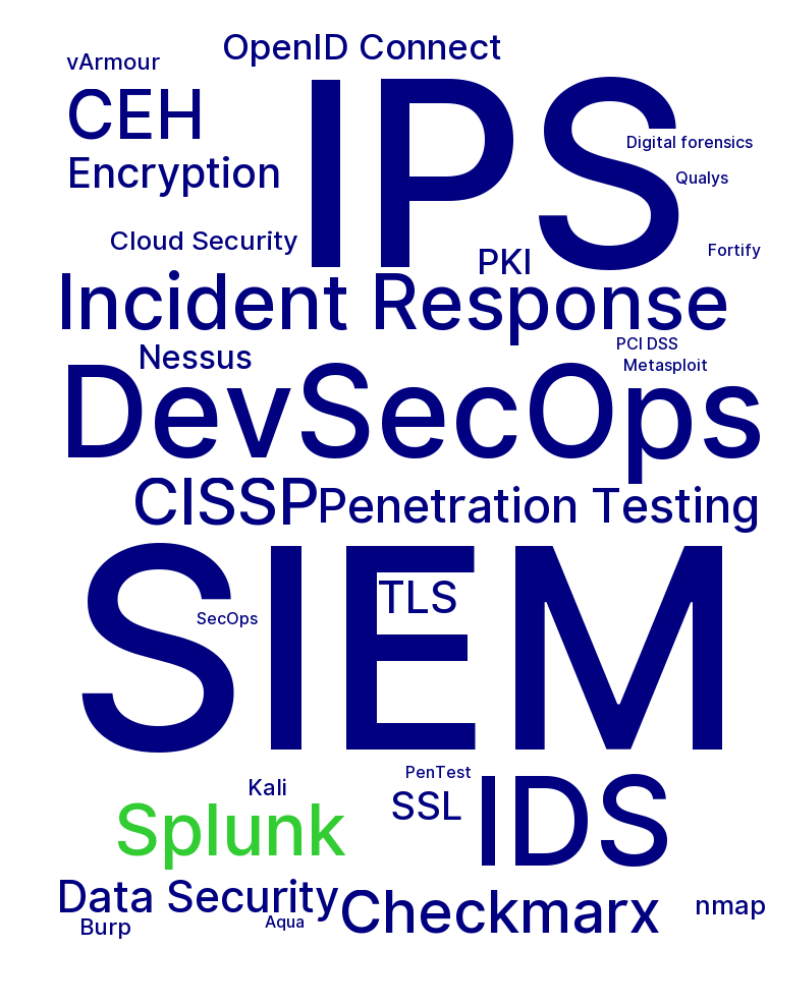 OpenID Connect
vArmour
CEH
IPS
Digital forensics
Encryption
Qualys
Cloud Security
Fortify
PKI
Incident Response
PCI DSS
Nessus
Metasploit
DevSecOps
CISSP
Penetration Testing
SIEM
TLS
SecOps
PenTest
Kali
SSL
IDS
Splunk
Data Security
Checkmarx
nmap
Aqua
Burp